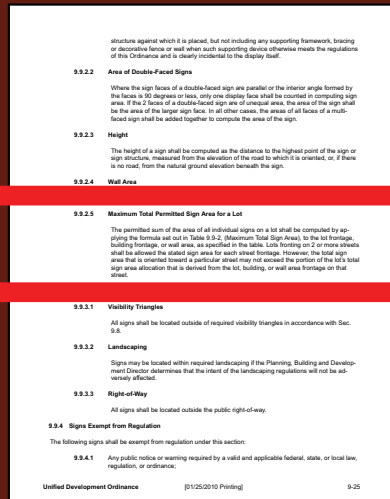 structure against which it is placed, but not including any supporting framework, bracing
or decorative fence or wall when such supporting device otherwise meets the regulations
of this Ordinance and is clearly incidental to the display itself.
9.9.2.2 Area of Double-Faced Signs
Where the sign faces of a double-faced sign are parallel or the interior angle formed by
the faces is 90 degrees or less, only one display face shall be counted in computing sign
area. If the 2 faces of a double-faced sign are of unequal area, the area of the sign shall
be the area of the larger sign face. In all other cases, the areas of all faces of a multi-
faced sign shall be added together to compute the area of the sign.
9.9.2.3 Height
The height of a sign shall be computed as the distance to the highest point of the sign or
sign structure, measured from the elevation of the road to which it is oriented, or, if there
is no road, from the natural ground elevation beneath the sign.
9.9.2.4 Wall Area
9.9.2.5 Maximum Total Permitted Sign Area for a Lot
The permitted sum of the area of all individual signs on a lot shall be computed by ap-
plying the formula set out in Table 9.9-2, (Maximum Total Sign Area), to the lot frontage,
building frontage, or wall area, as specified in the table. Lots fronting on 2 or more streets
shall be allowed the stated sign area for each street frontage. However, the total sign
area that is oriented toward a particular street may not exceed the portion of the lot's total
sign area allocation that is derived from the lot, building, or wall area frontage on that
street.
9.9.3.1 Visibility Triangles
All signs shall be located outside of required visibility triangles in accordance with Sec.
9.8.
9.9.3.2 Landscaping
Signs may be located within required landscaping if the Planning, Building and Develop-
ment Director determines that the intent of the landscaping regulations will not be ad-
versely affected.
9.9.3.3 Right-of-Way
All signs shall be located outside the public right-of-way.
9.9.4 Signs Exempt from Regulation
The following signs shall be exempt from regulation under this section:
9.9.4.1 Any public notice or warning required by a valid and applicable federal, state, or local law,
regulation, or ordinance;
Unified Development Ordinance [01/25/2010 Printing] 9-25